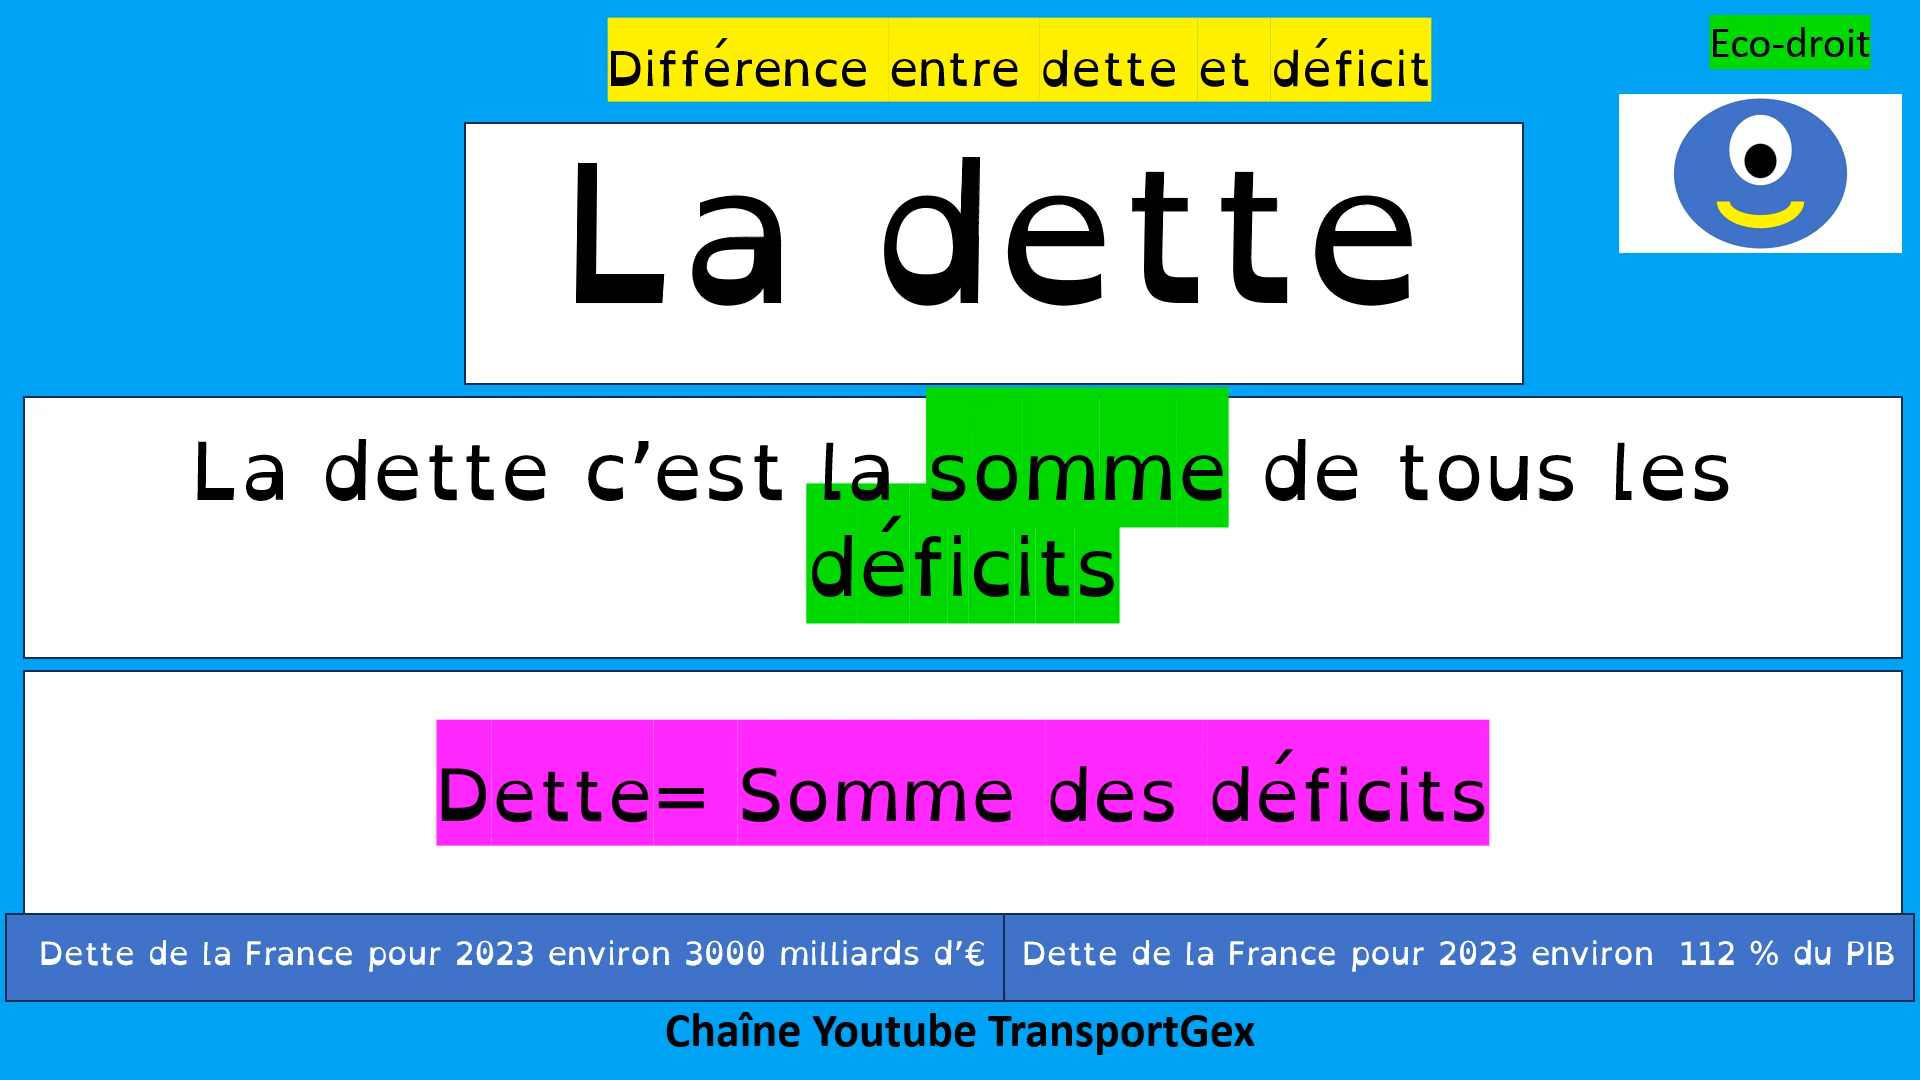 Différence entre dette et déficit
Eco-droit
La dette
La dette c’est la somme de tous les
déficits
Dette= Somme des déficits
Dette de la France pour 2023 environ 3000 milliards d’€
Dette de la France pour 2023 environ  112 % du PIB
Chaîne Youtube TransportGex